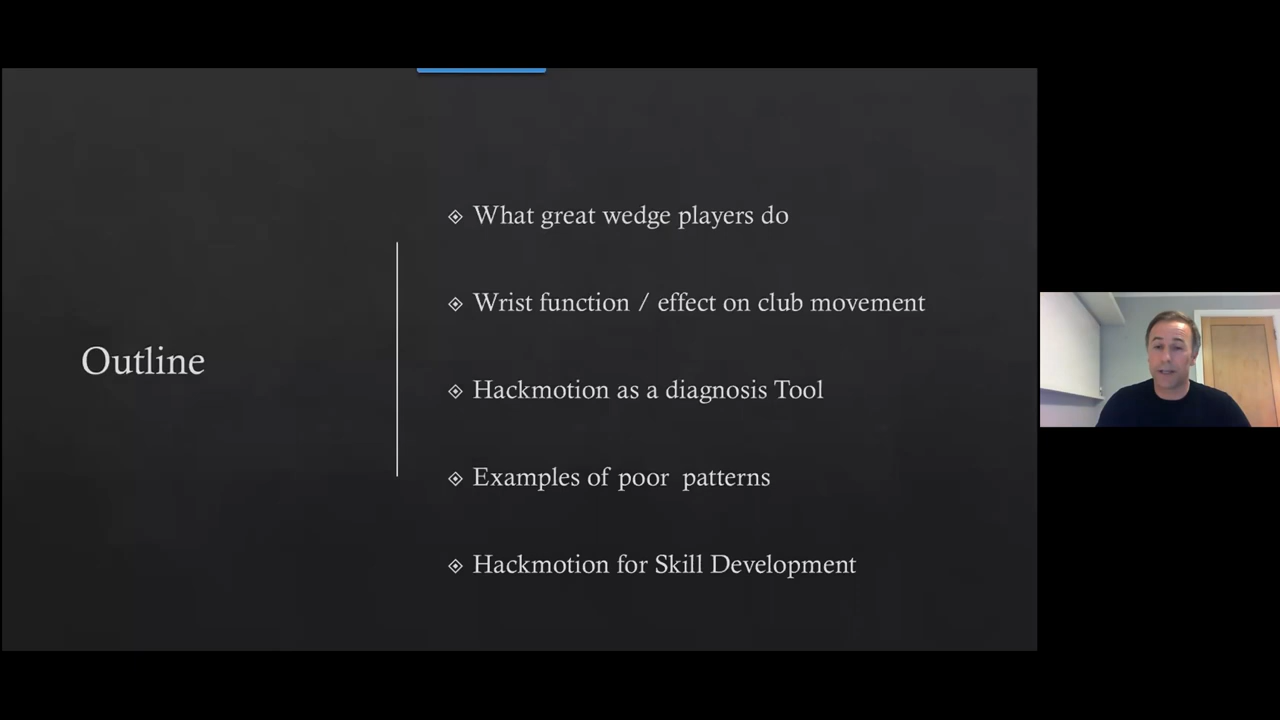 Outline
What great wedge players do
Wrist function / effect on club movement
Hackmotion as a diagnosis Tool
Examples of poor  patterns
Hackmotion for Skill Development